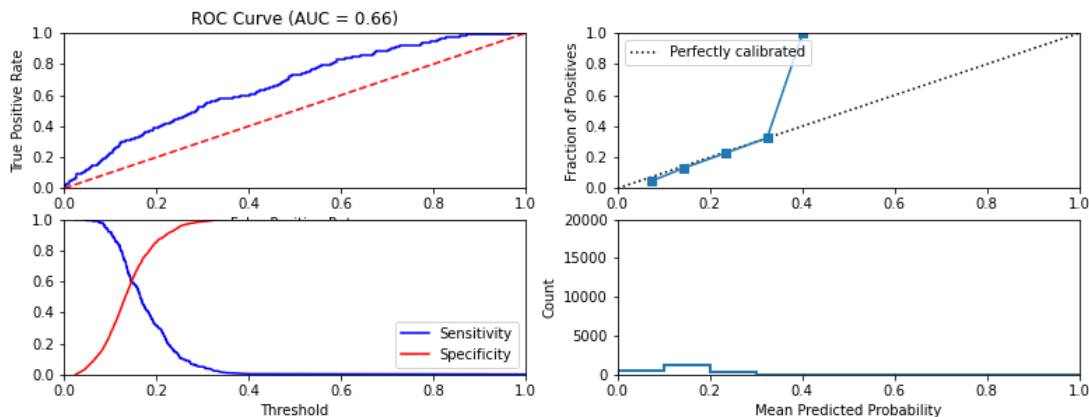 ROC Curve (AUC = 0.66)
True Positive Rate
1.0
0.8
0.6
0.4
0.2
0.0
0.0 0.2 0.4 0.6 0.8 1.0
Fraction of Positives
1.0
0.8
0.6
0.4
0.2
0.0
Perfectly calibrated
0.0 0.2 0.4 0.6 0.8 1.0
1.0
0.8
0.6
0.4
0.2
0.0
Sensitivity
Specificity
0.0 0.2 0.4 0.6 0.8 1.0
Threshold
Count
20000
15000
10000
5000
0
0.0 0.2 0.4 0.6 0.8 1.0
Mean Predicted Probability